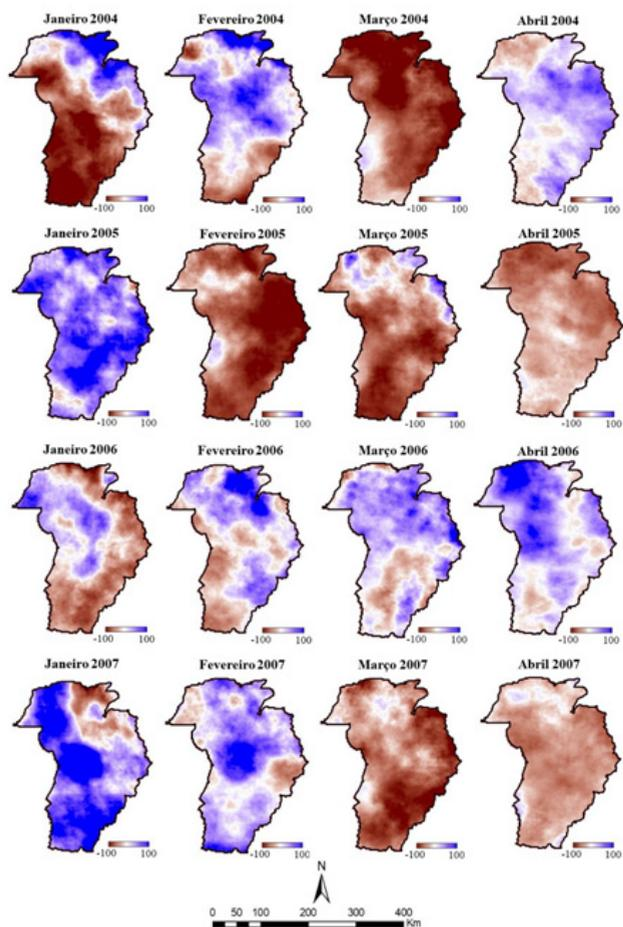 Janeiro 2004 Fevereiro 2004 Março 2004 Abril 2004
-100 100 -100 100 -100 100 -100 100
Janeiro 2005 Fevereiro 2005 Março 2005 Abril 2005
-100 100 -100 100 -100 100 -100 100
Janeiro 2006 Fevereiro 2006 Março 2006 Abril 2006
-100 100 -100 100 -100 100 -100 100
Janeiro 2007 Fevereiro 2007 Março 2007 Abril 2007
-100 100 -100 100 -100 100 -100 100
N
0 50 100 200 300 400
Km